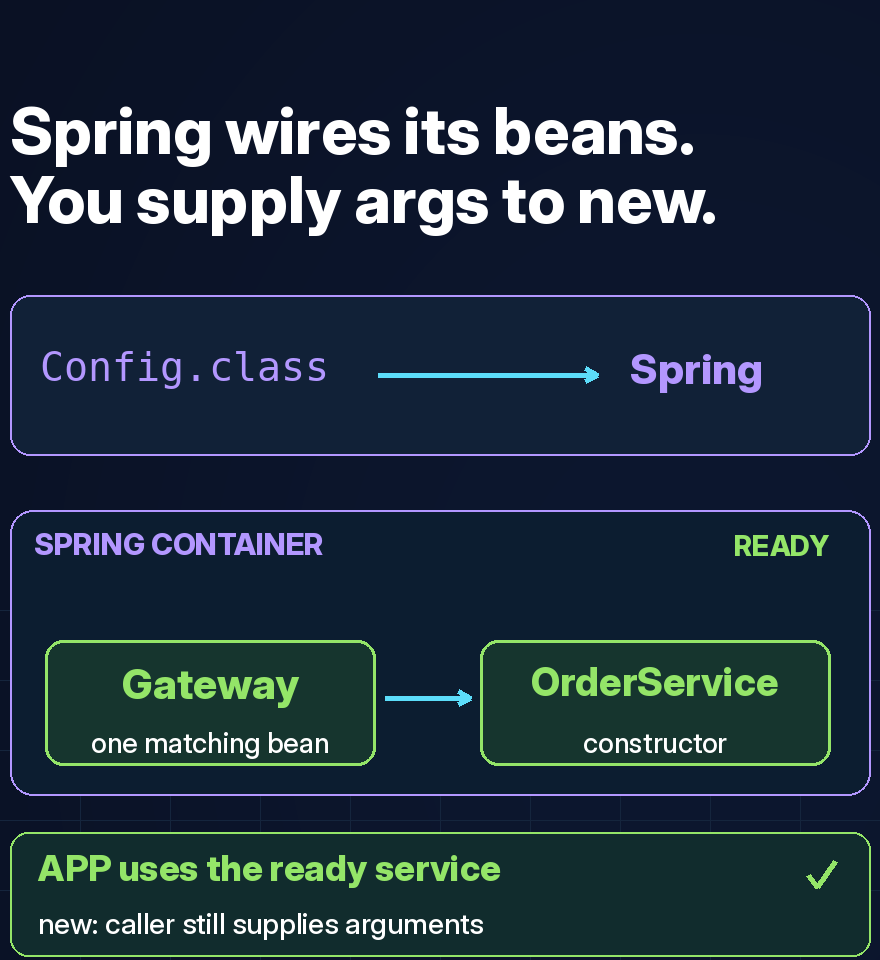 Spring wires its beans.
You supply args to new.
Config.class
Spring
SPRING CONTAINER
READY
Gateway
one matching bean
OrderService
constructor
APP uses the ready service
new: caller still supplies arguments